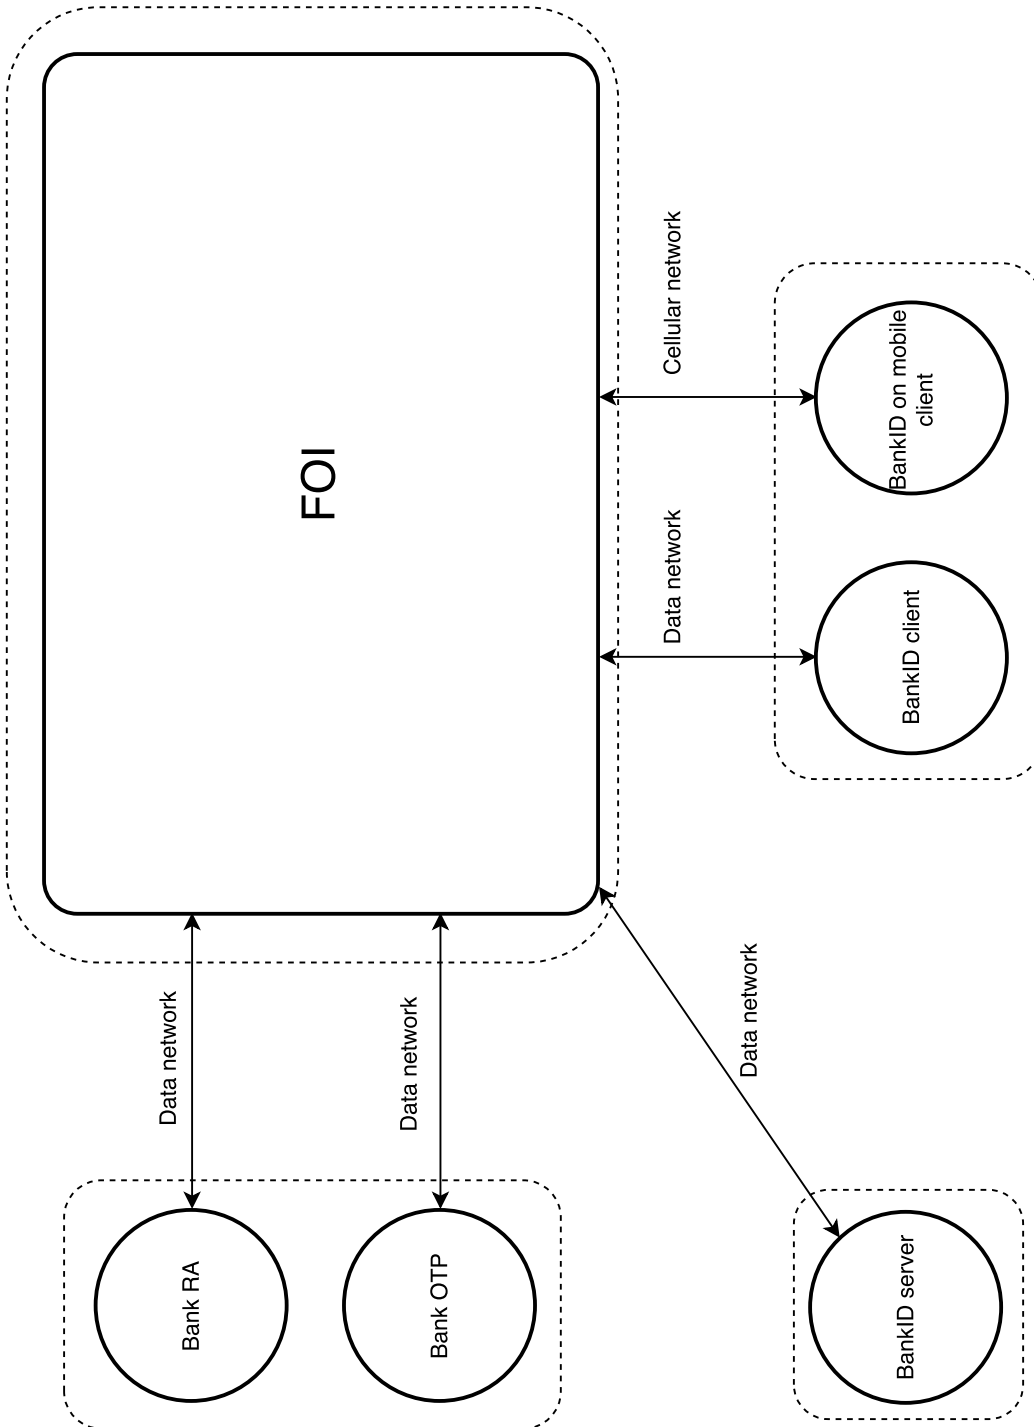 Bank RA
Data network
Bank OTP
Data network
FOI
BankID server
Data network
BankID client
Data network
BankID on mobile
client
Cellular network